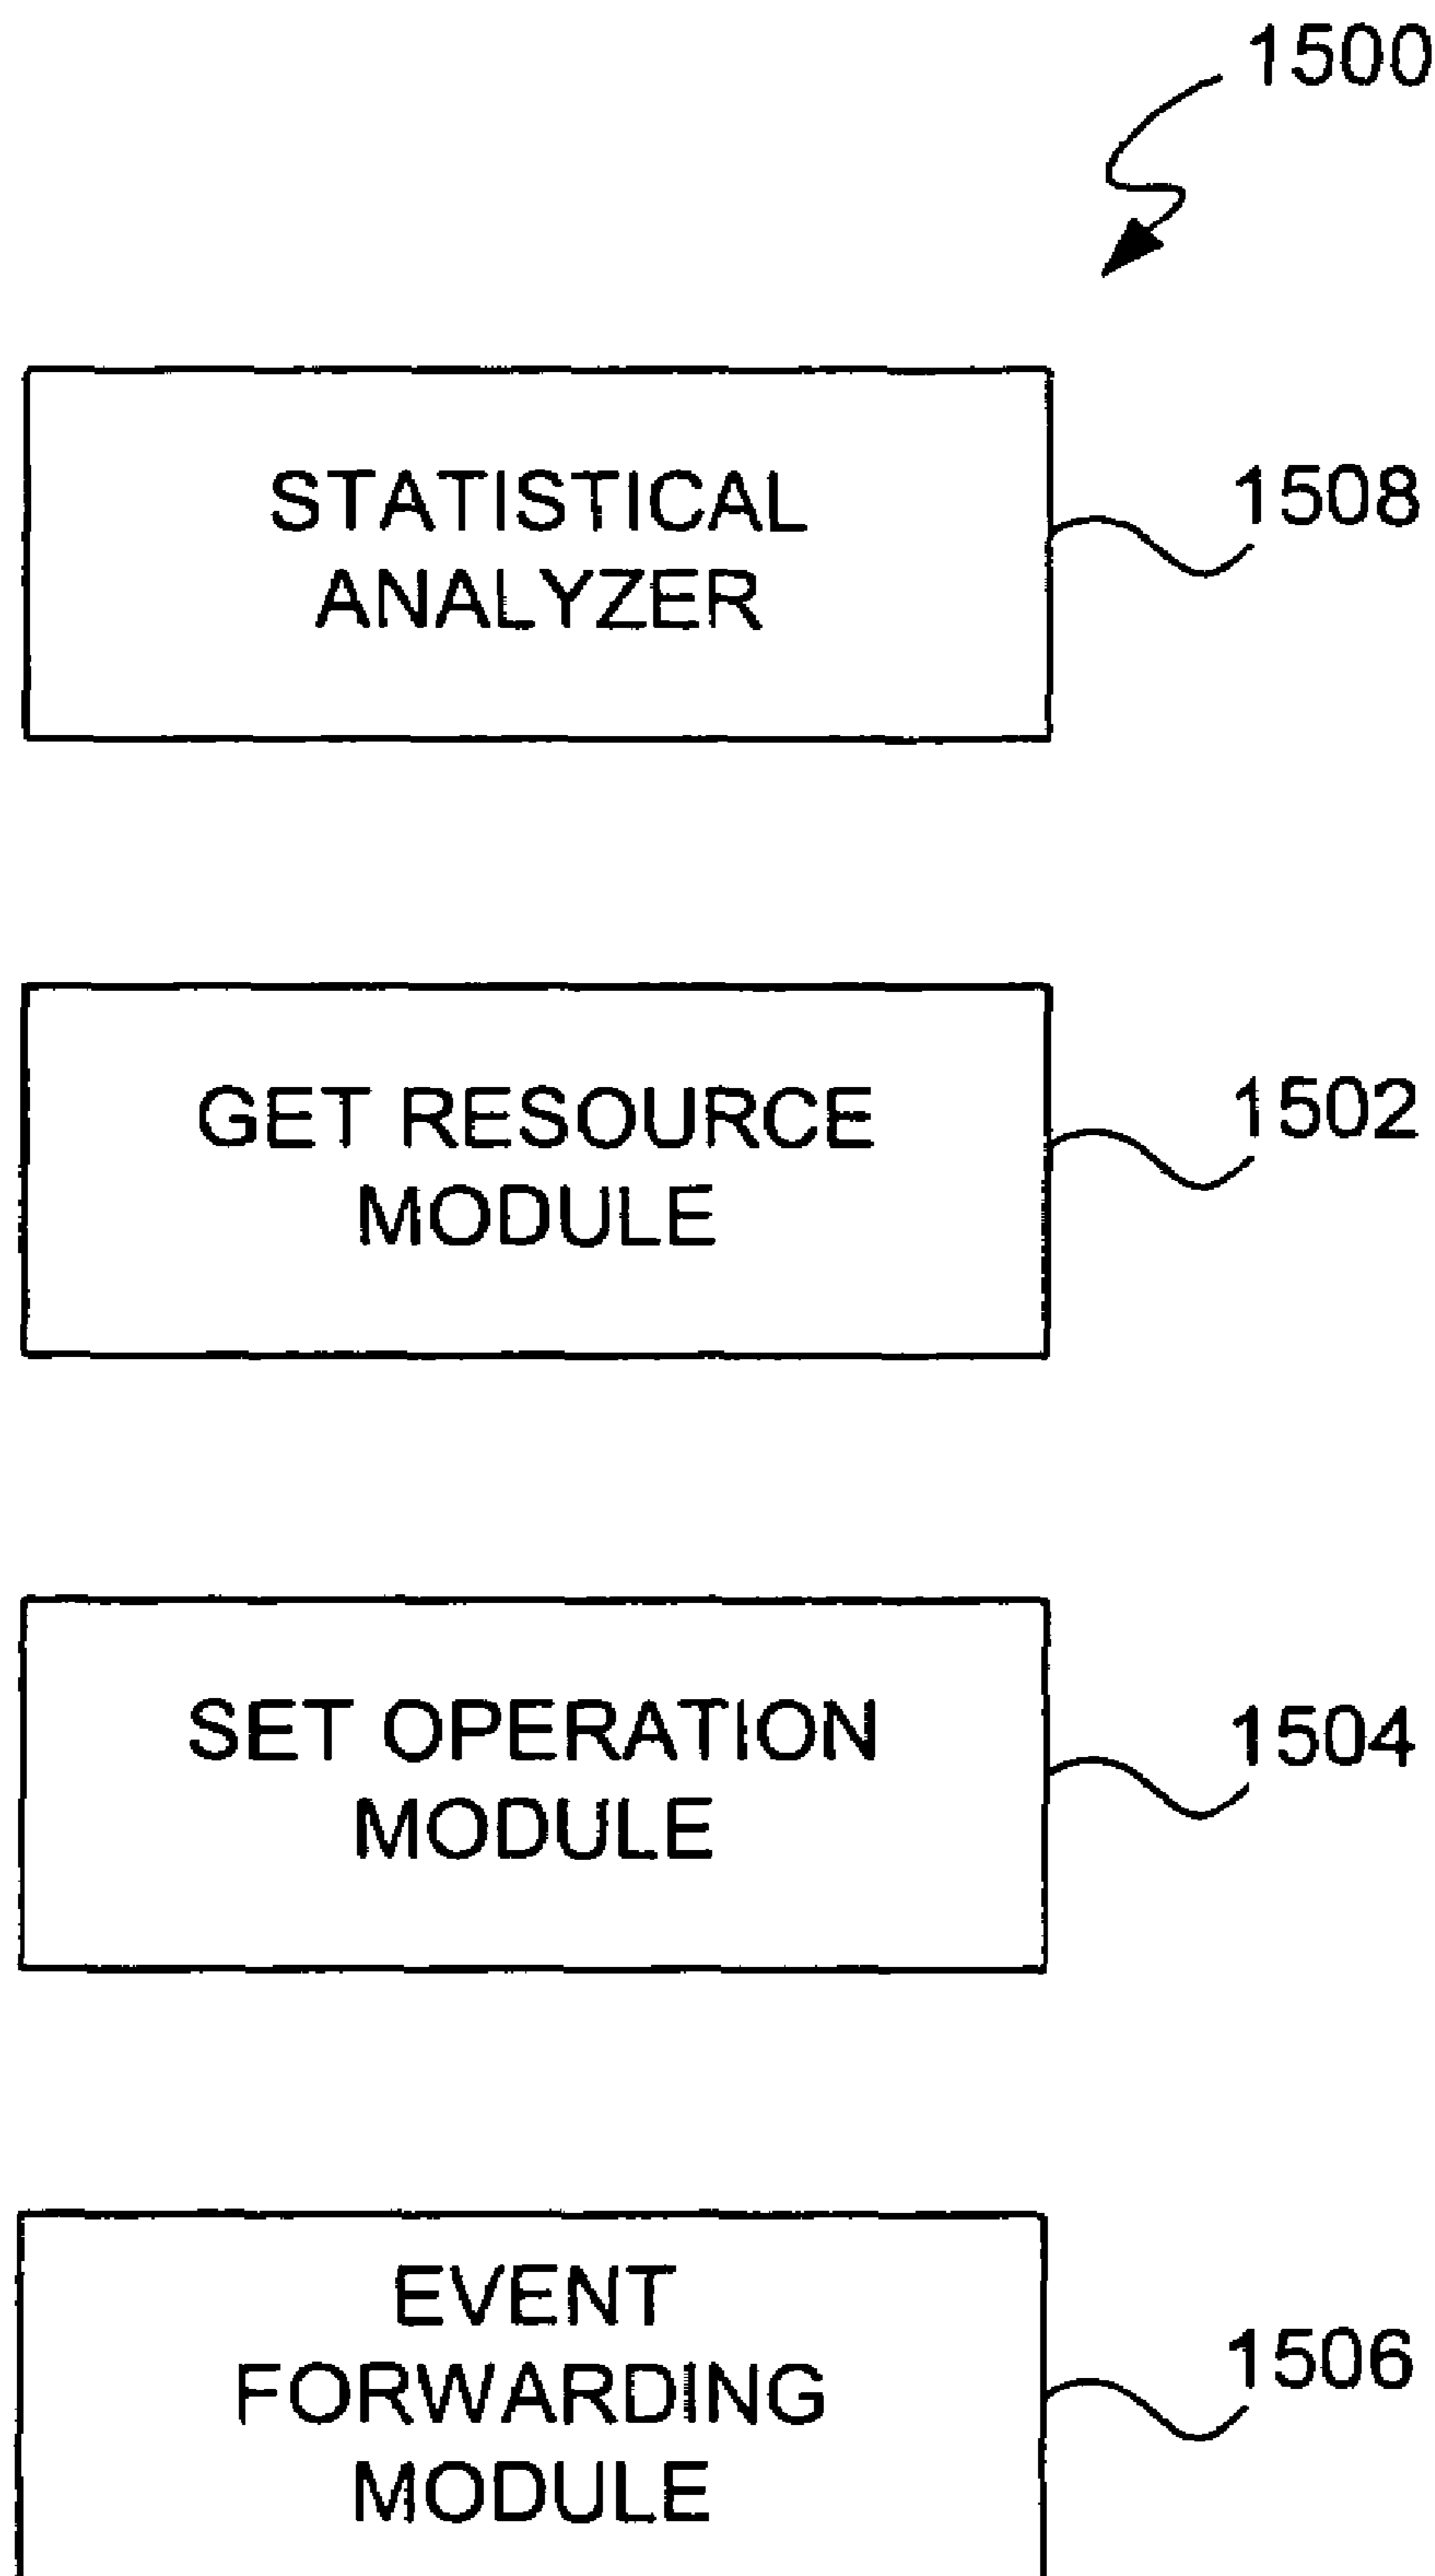 1500
STATISTICAL
ANALYZER
1508
GET RESOURCE
MODULE
1502
SET OPERATION
MODULE
1504
EVENT
FORWARDING
MODULE
1506